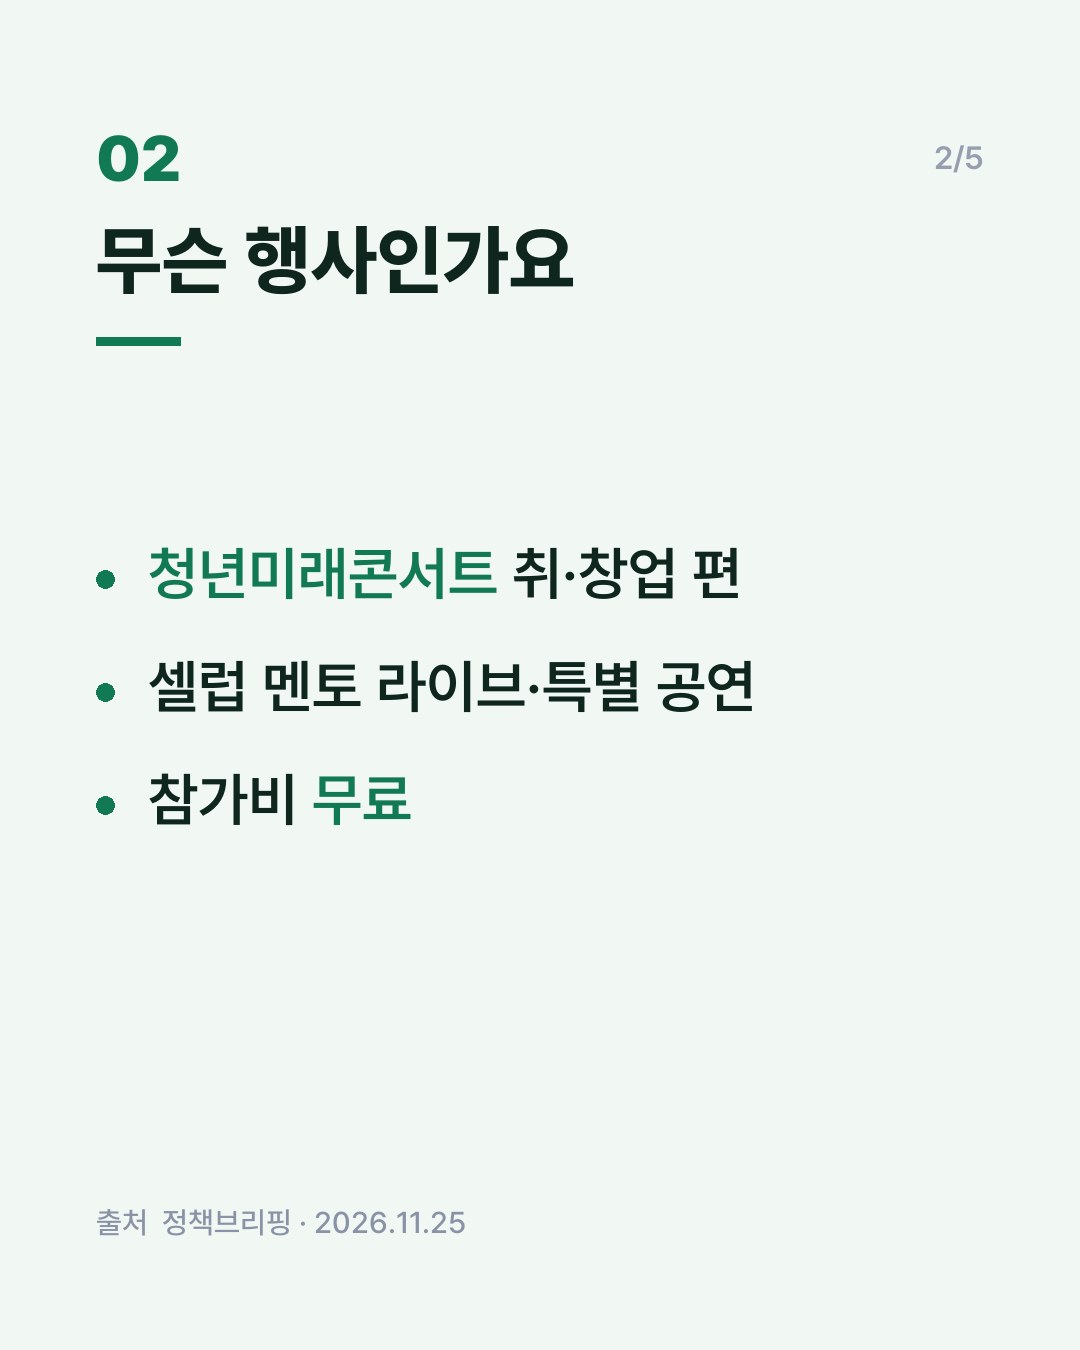 02
2/5
무슨 행사인가요
• 청년미래콘서트 취·창업 편
• 셀럽 멘토 라이브·특별 공연
• 참가비 무료
출처 정책브리핑 · 2026.11.25